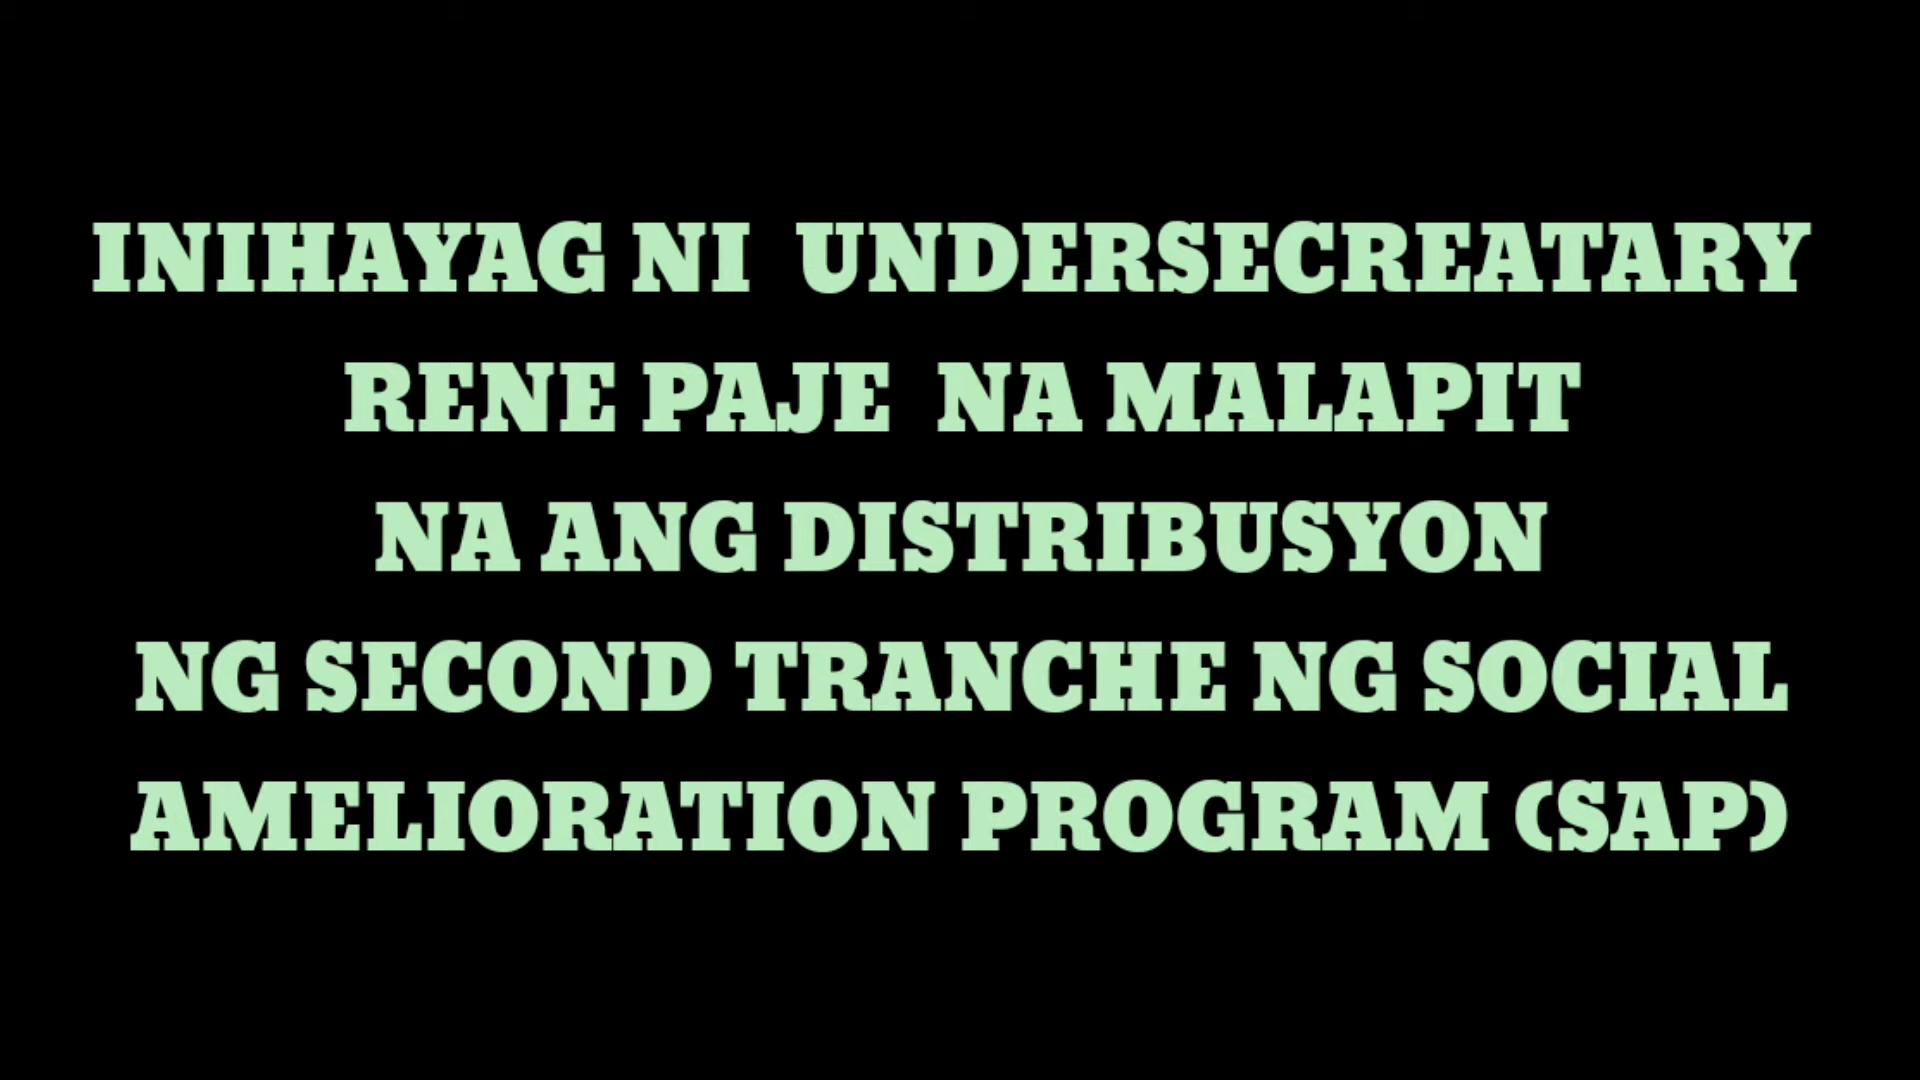 INIHAYAG NI UNDERSECREATARY
RENE PAJE NA MALAPIT
NA ANG DISTRIBUSYON
NG SECOND TRANCHE NG SOCIAL
AMELIORATION PROGRAM (SAP)